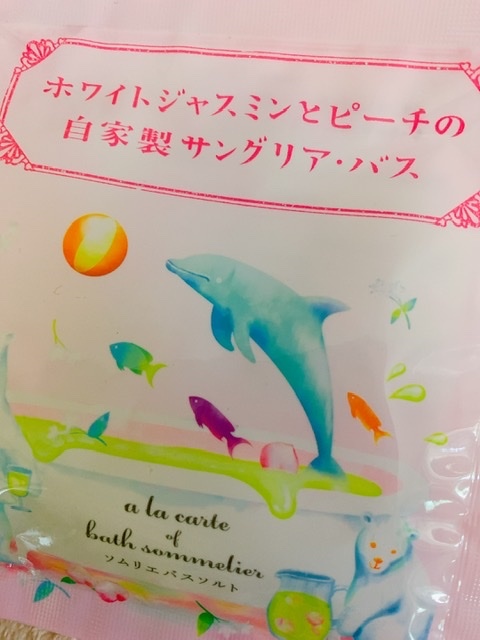 ホワイトジャスミンとピーチの
自家製サングリア・バス
a la carte
of
bath sommelier
ソムリエバスソルト